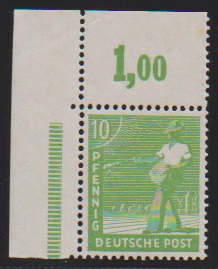 1,00
10
PFENNIG
DEUTSCHE POST